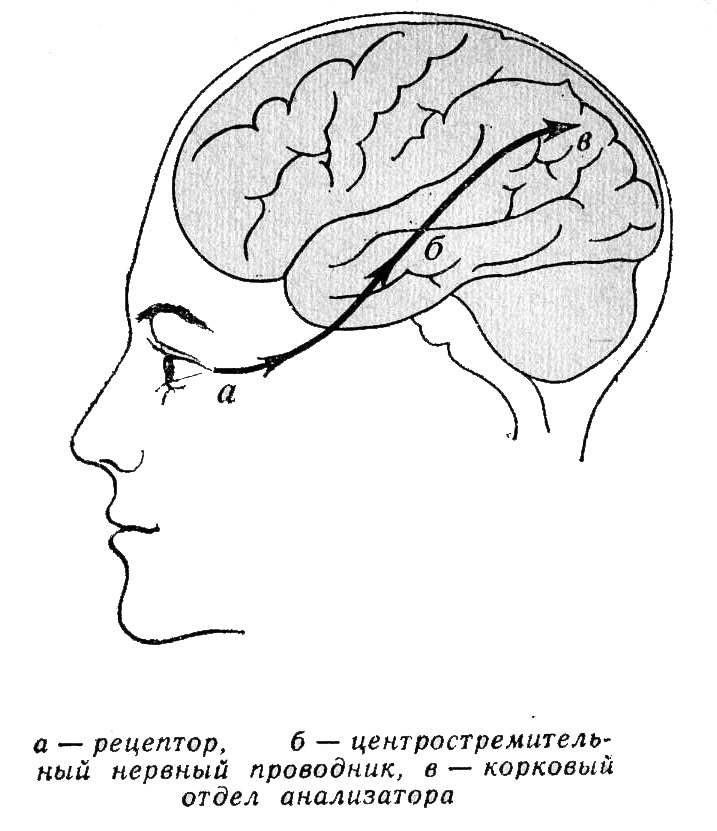 в
б
а
а — рецептор, б — центростремитель-
ный нервный проводник, в — корковый
отдел анализатора